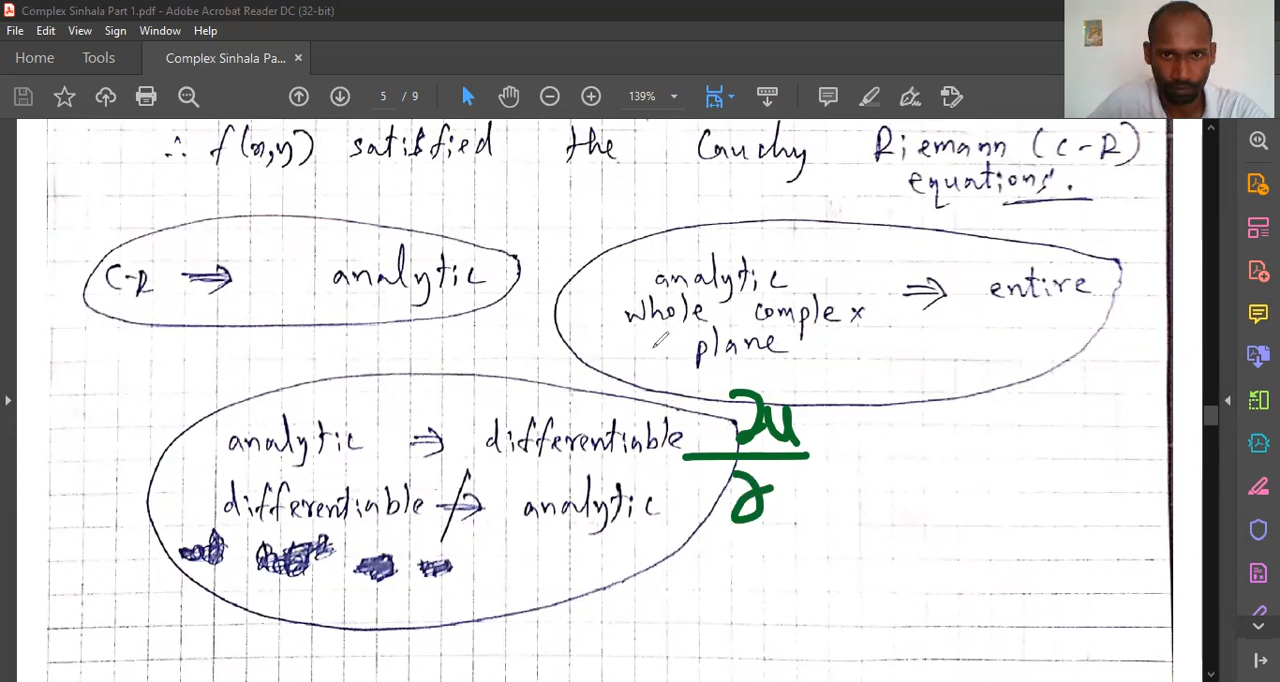 Complex Sinhala Part 1.pdf - Adobe Acrobat Reader DC (32-bit)
File Edit View Sign Window Help
Home Tools Complex Sinhala Pa... ×
5 / 9 139%
∴ f(x,y) satisfied the Cauchy Riemann (C-R)
equations.
C-R ⇒ analytic
analytic
whole complex ⇒ entire
plane
analytic ⇒ differentiable
differentiable ⇏ analytic
∂u
∂